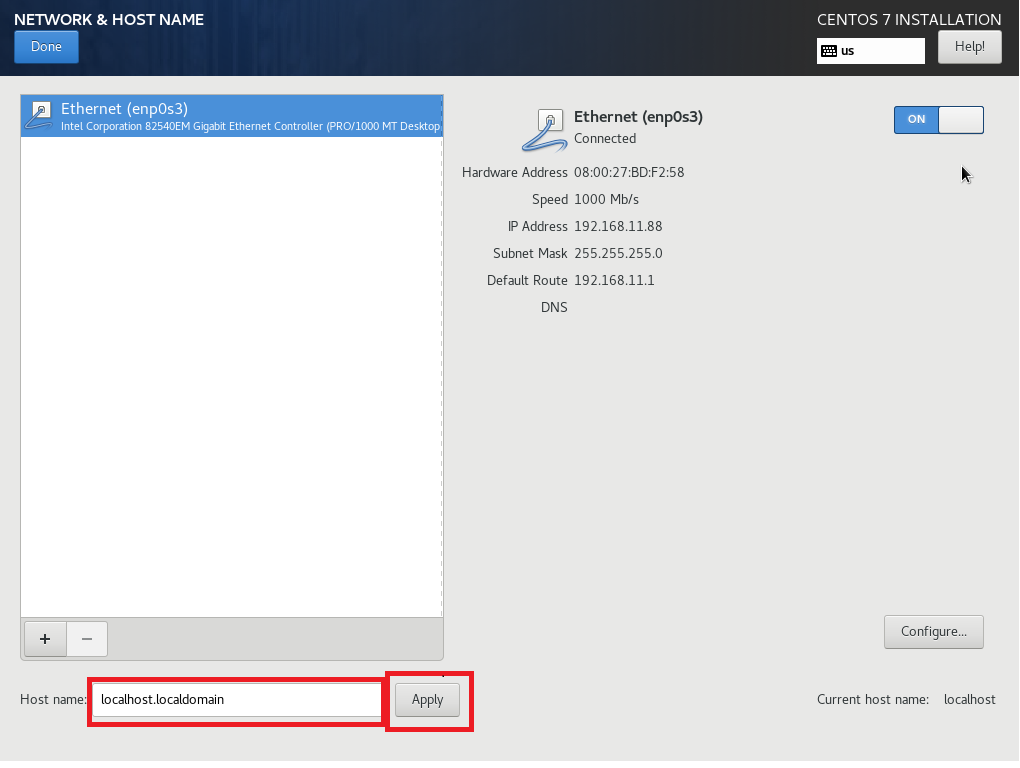 NETWORK & HOST NAME
CENTOS 7 INSTALLATION
Done
us
Help!
Ethernet (enp0s3)
Intel Corporation 82540EM Gigabit Ethernet Controller (PRO/1000 MT Desktop
Ethernet (enp0s3)
Connected
ON
Hardware Address 08:00:27:BD:F2:58
Speed 1000 Mb/s
IP Address 192.168.11.88
Subnet Mask 255.255.255.0
Default Route 192.168.11.1
DNS
+ −
Configure...
Host name: localhost.localdomain Apply
Current host name: localhost